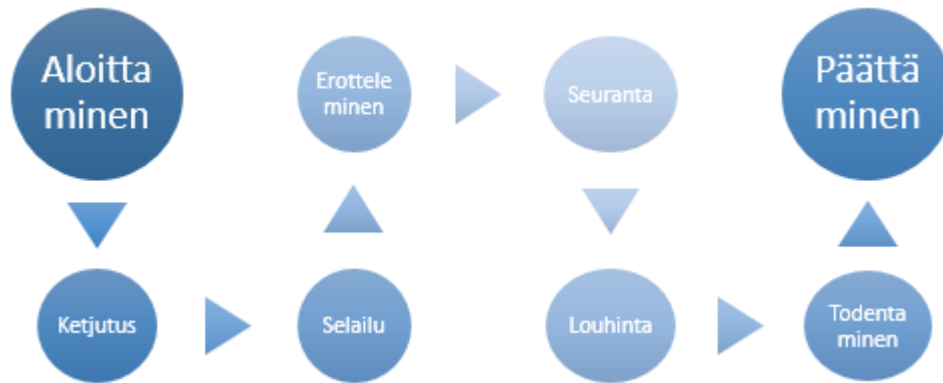 Aloitta
minen
Ketjutus
Selailu
Erottele
minen
Seuranta
Louhinta
Todenta
minen
Päättä
minen